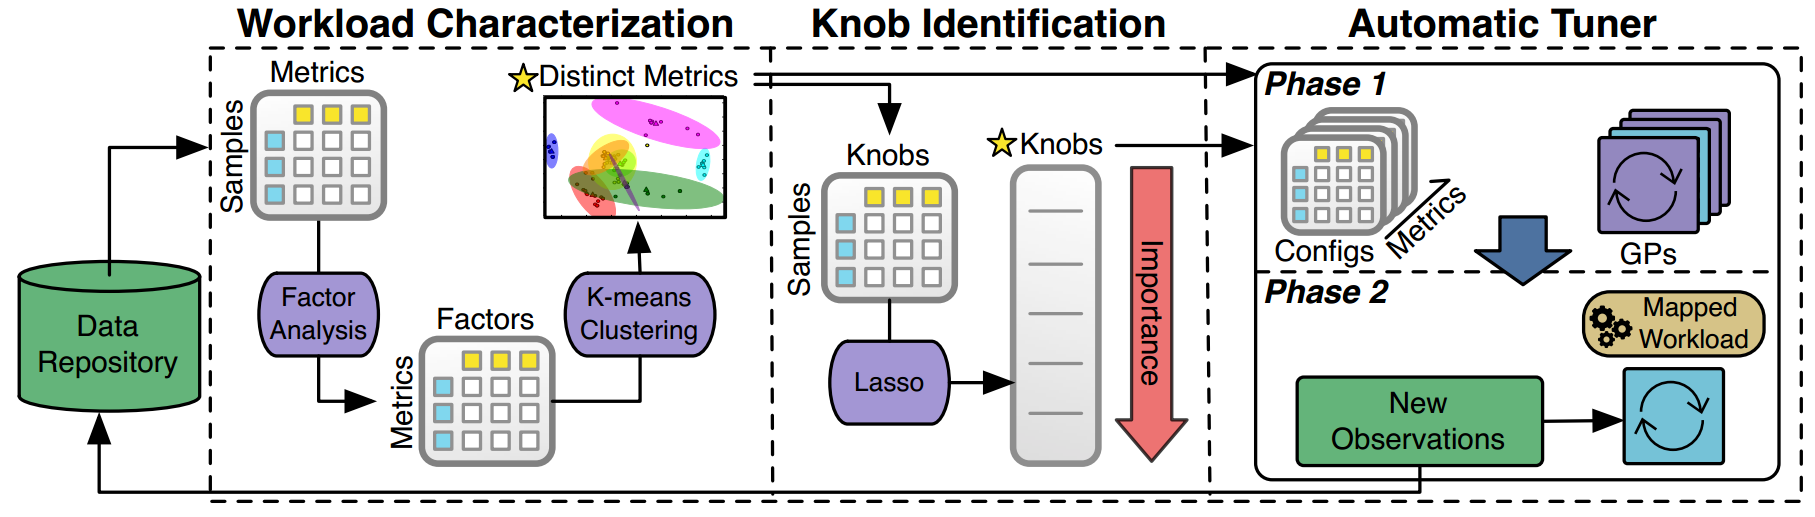 Workload Characterization
Knob Identification
Automatic Tuner
Data
Repository
Metrics
Samples
Factor
Analysis
Factors
Metrics
K-means
Clustering
Distinct Metrics
Knobs
Samples
Lasso
Knobs
Importance
Phase 1
Configs
Metrics
GPs
Phase 2
Mapped
Workload
New
Observations